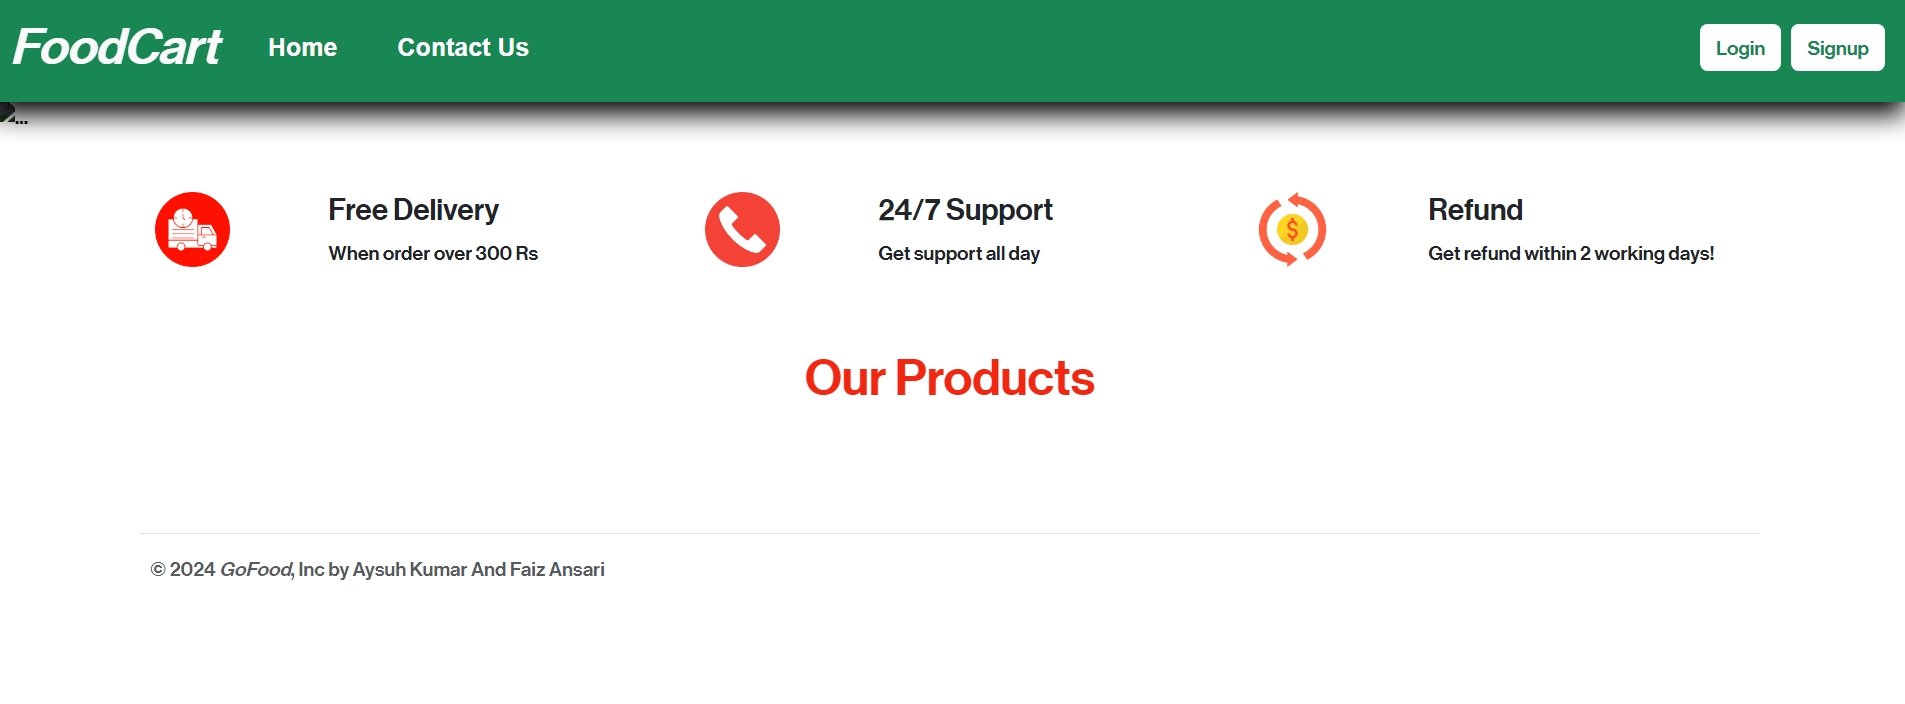 FoodCart Home Contact Us Login Signup
...
Free Delivery
When order over 300 Rs
24/7 Support
Get support all day
$
Refund
Get refund within 2 working days!
Our Products
© 2024 GoFood, Inc by Aysuh Kumar And Faiz Ansari